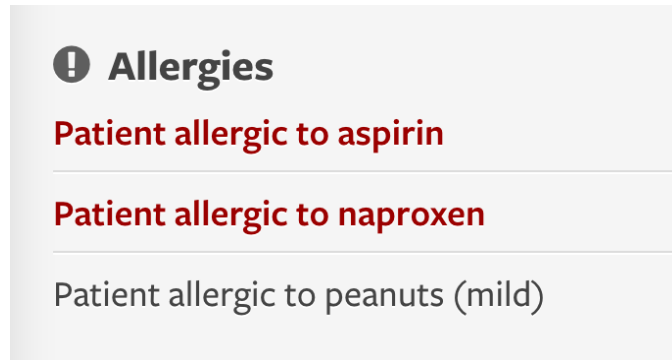 Allergies
Patient allergic to aspirin
Patient allergic to naproxen
Patient allergic to peanuts (mild)